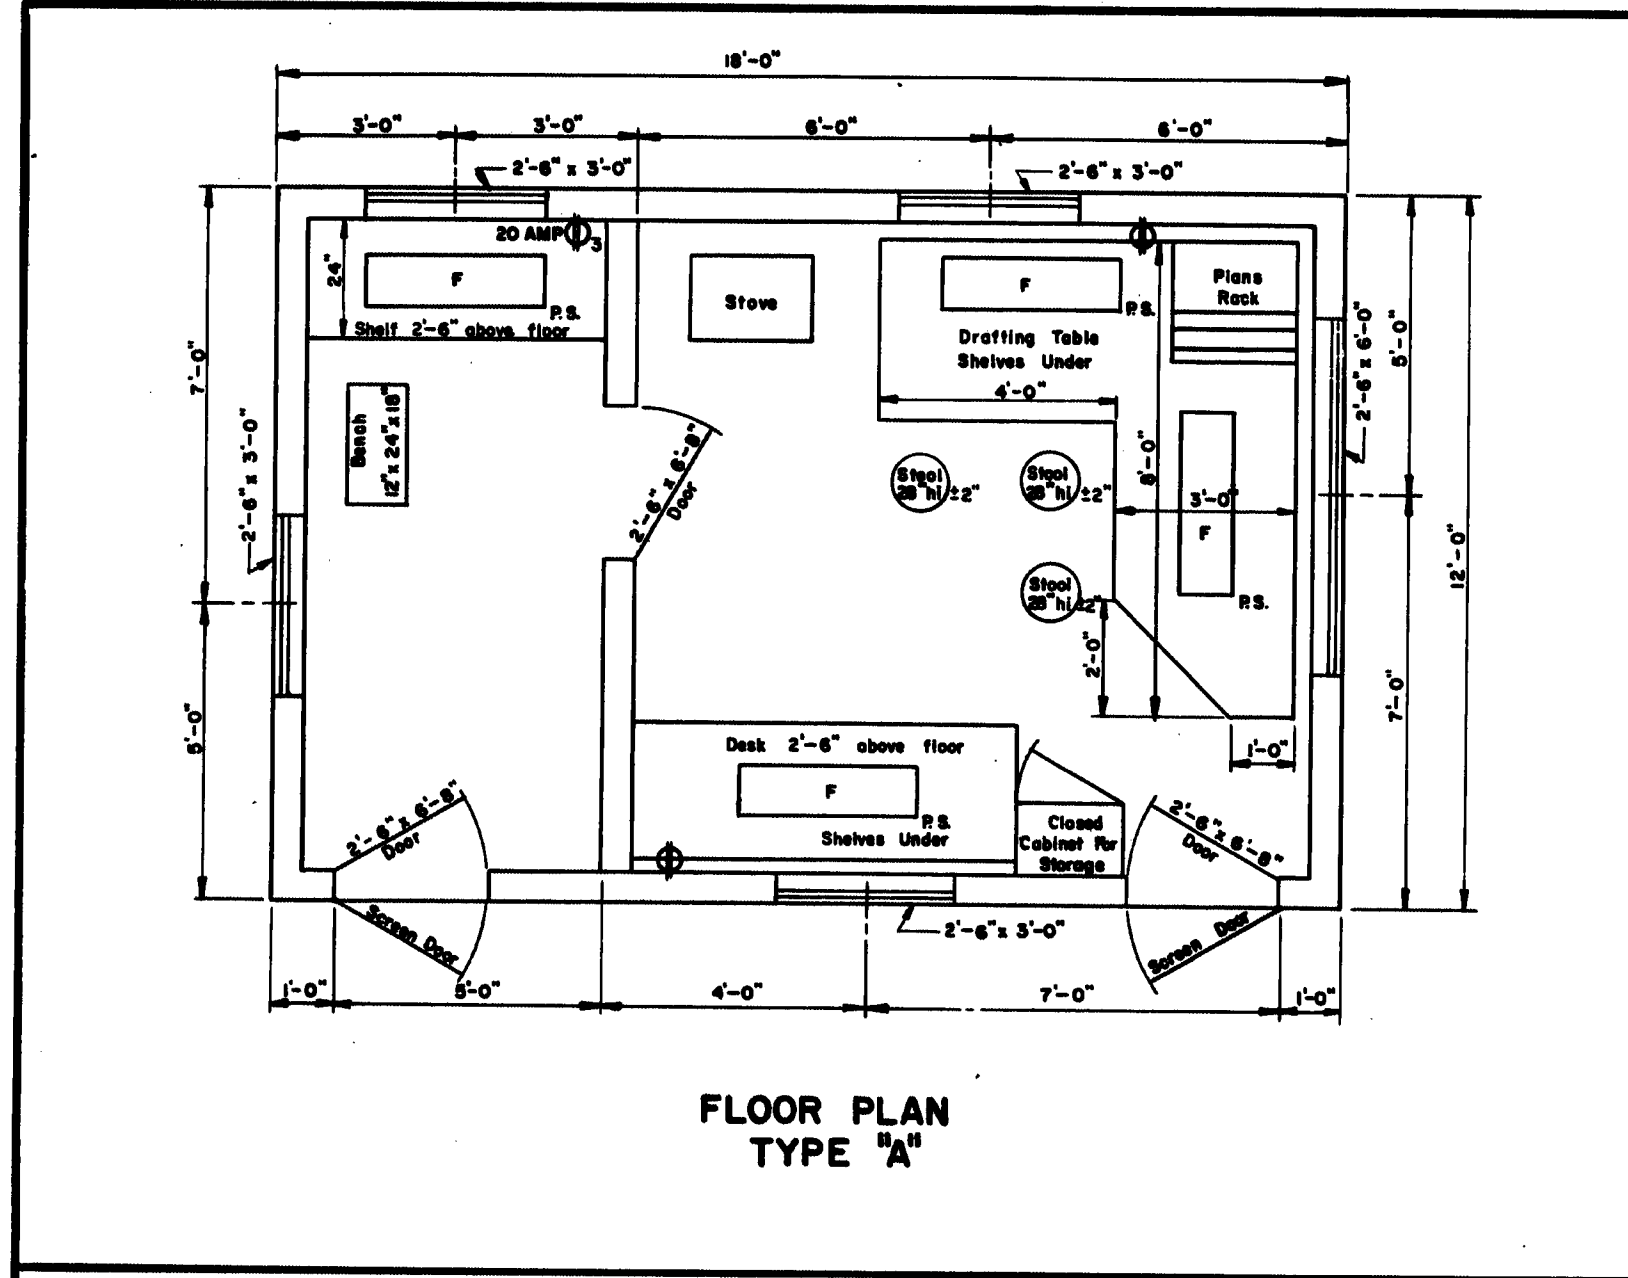 18'-0"
3'-0" 3'-0" 6'-0" 6'-0"
2'-6" x 3'-0" 2'-6" x 3'-0"
20 AMP 3
24"
F
P.S.
Shelf 2'-6" above floor
Stove
F
P.S.
Drafting Table
Shelves Under
4'-0"
Plans
Rack
7'-0"
5'-0"
2'-6" x 3'-0"
Bench
12" x 24" x 18"
2'-6" x 6'-8"
Door
Stool
28" hi ±2"
Stool
28" hi ±2"
Stool
28" hi ±2"
8'-0"
3'-0"
F
P.S.
2'-0"
1'-0"
2'-6" x 6'-0"
5'-0"
7'-0"
12'-0"
Desk 2'-6" above floor
F
P.S.
Shelves Under
Closed
Cabinet For
Storage
2'-6" x 6'-8"
Door
Screen Door
2'-6" x 6'-8"
Door
Screen Door
2'-6" x 3'-0"
1'-0" 5'-0" 4'-0" 7'-0" 1'-0"
FLOOR PLAN
TYPE "A"